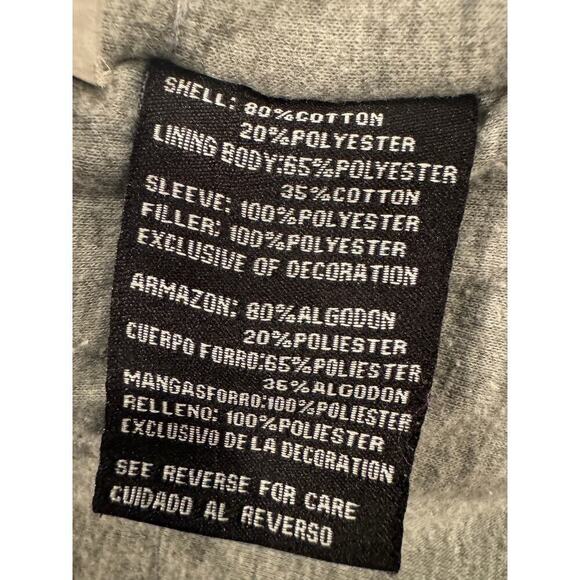 SHELL: 80%COTTON
20%POLYESTER
LINING BODY:65%POLYESTER
35%COTTON
SLEEVE: 100%POLYESTER
FILLER: 100%POLYESTER
EXCLUSIVE OF DECORATION
ARMAZON: 80%ALGODON
20%POLIESTER
CUERPO FORRO:65%POLIESTER
35%ALGODON
MANGASFORRO:100%POLIESTER
RELLENO: 100%POLIESTER
EXCLUSIVO DE LA DECORATION
SEE REVERSE FOR CARE
CUIDADO AL REVERSO